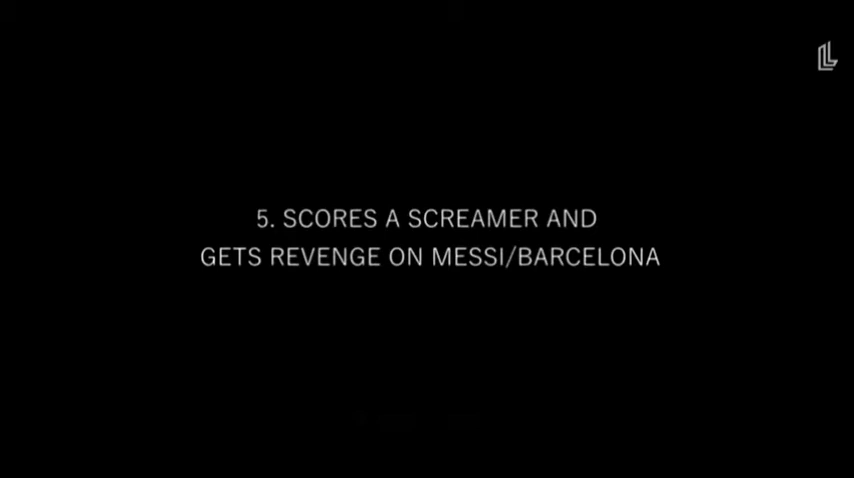 5. SCORES A SCREAMER AND
GETS REVENGE ON MESSI/BARCELONA